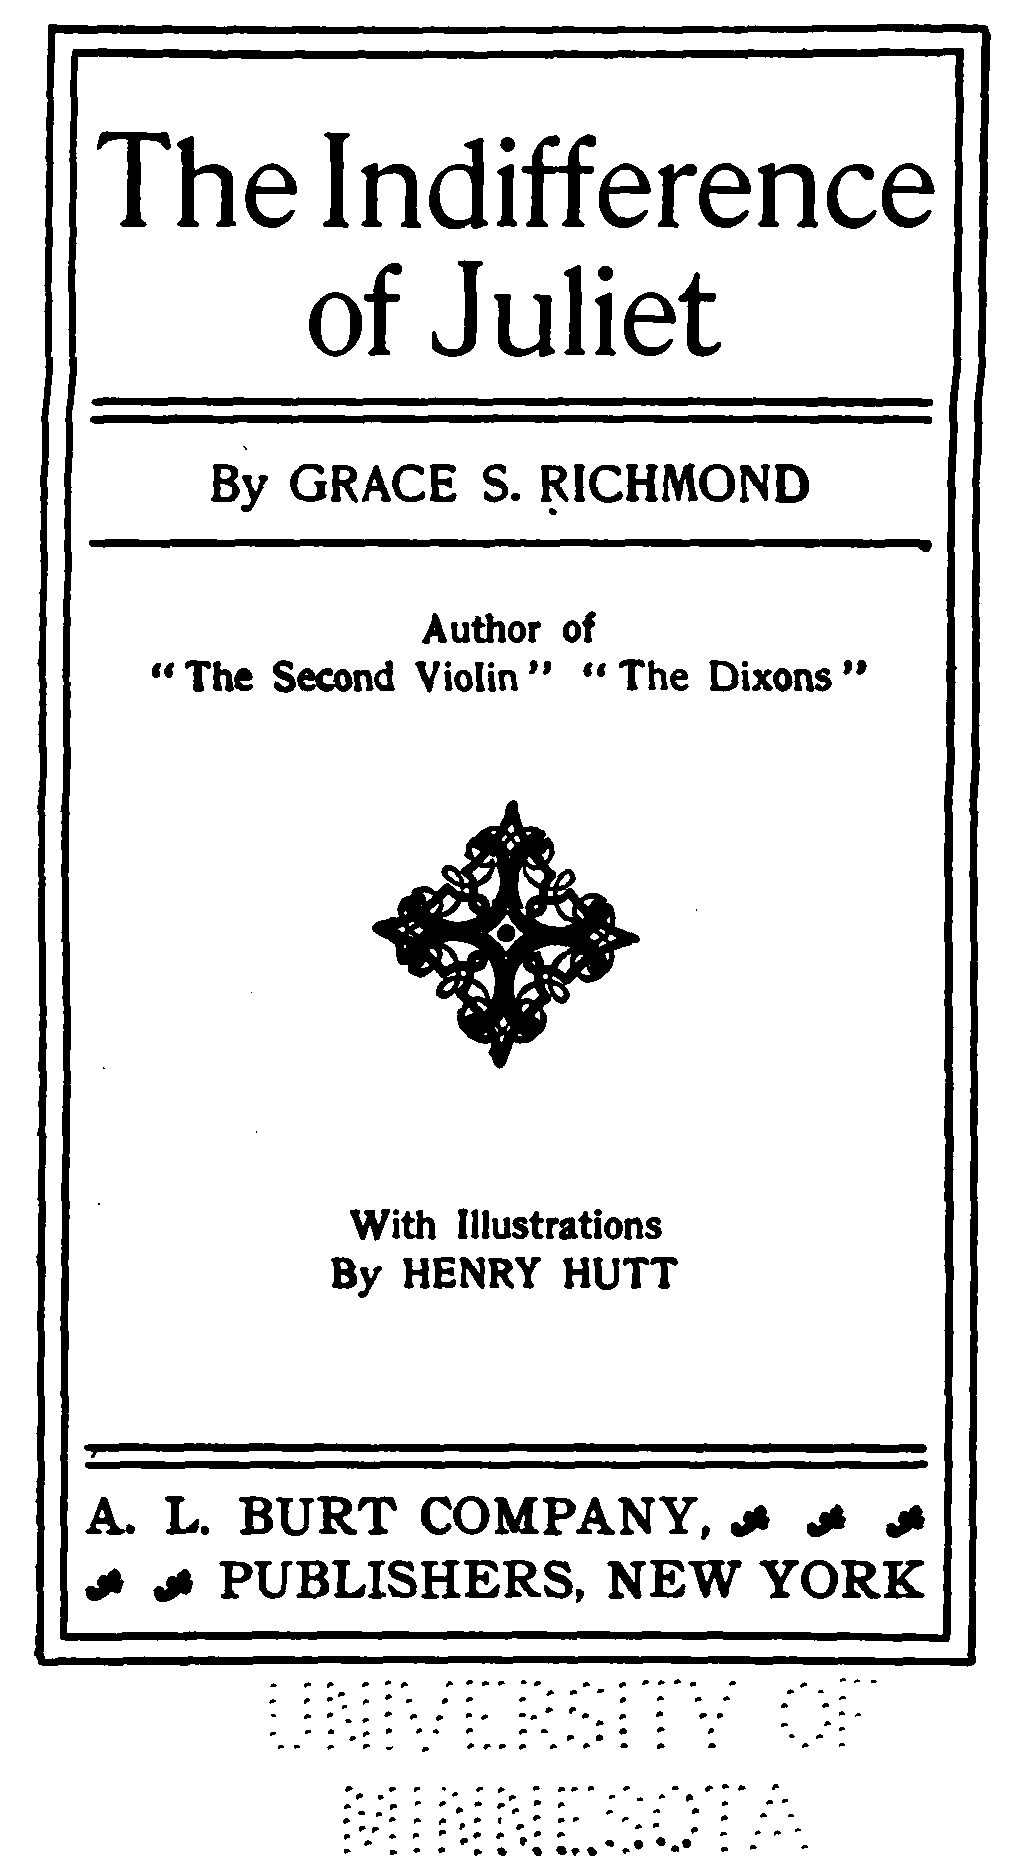 The Indifference
of Juliet
By GRACE S. RICHMOND
Author of
“The Second Violin” “The Dixons”
With Illustrations
By HENRY HUTT
A. L. BURT COMPANY,
PUBLISHERS, NEW YORK
UNIVERSITY OF
MINNESOTA